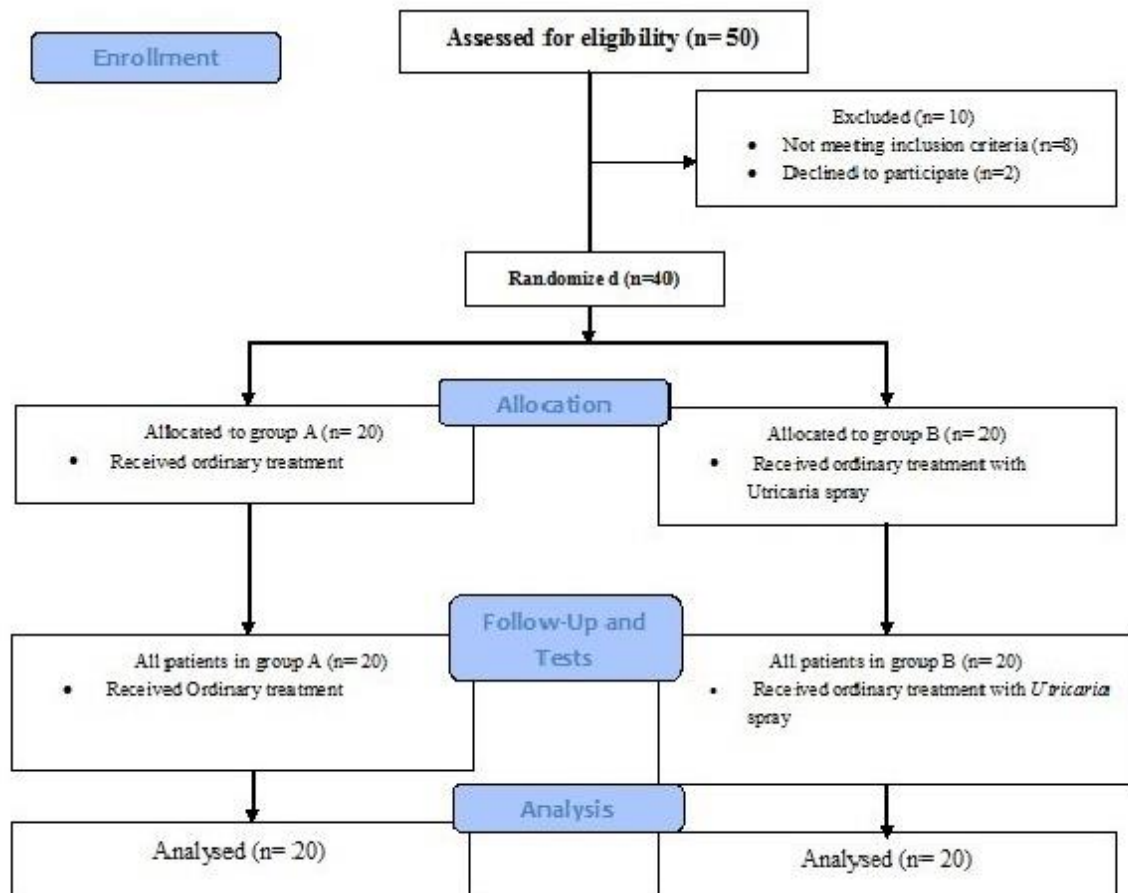 Assessed for eligibility (n= 50)
Enrollment
Excluded (n= 10)
• Not meeting inclusion criteria (n=8)
• Declined to participate (n=2)
Randomized (n=40)
Allocation
Allocated to group A (n= 20)
• Received ordinary treatment
Allocated to group B (n= 20)
• Received ordinary treatment with
Utricaria spray
Follow-Up and
Tests
All patients in group A (n= 20)
• Received Ordinary treatment
All patients in group B (n= 20)
• Received ordinary treatment with Utricaria
spray
Analysis
Analysed (n= 20)
Analysed (n= 20)